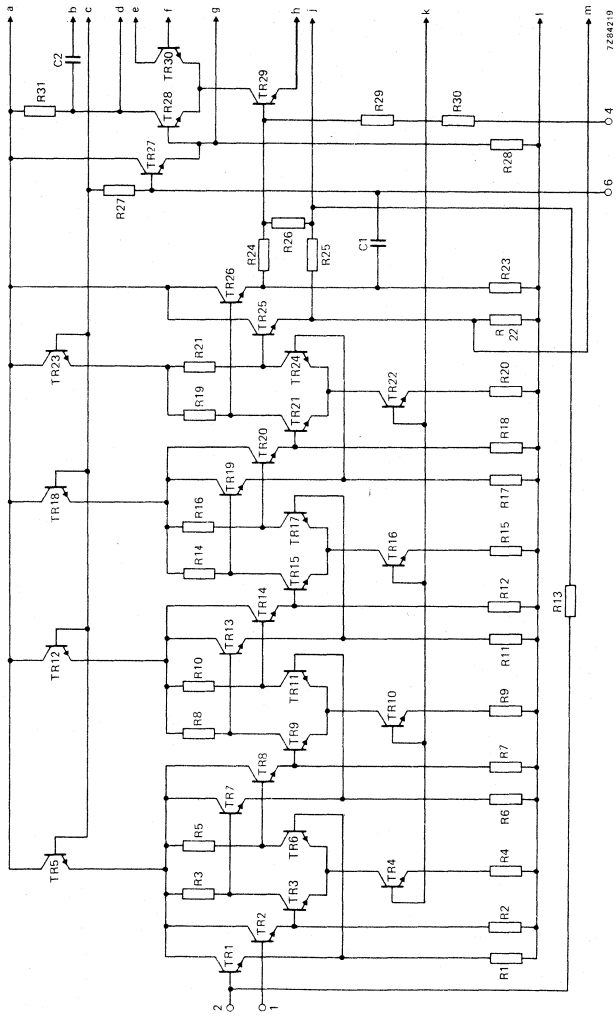 a
b
c
d
e
f
g
h
j
k
l
m
R31
C2
TR30
TR28
TR29
TR27
R27
R29
R30
R28
4
6
7Z84219
R24
R26
R25
C1
TR26
TR25
R23
R
22
TR23
R21
R19
TR24
TR21
TR22
R20
R18
TR20
TR19
TR18
R16
R14
TR17
TR15
TR16
R17
R15
R13
TR14
TR13
R12
R11
TR12
R10
R8
TR11
TR9
TR10
R9
R7
TR8
TR7
R6
TR5
R5
R3
TR6
TR3
TR4
R4
R2
TR2
TR1
R1
2
1